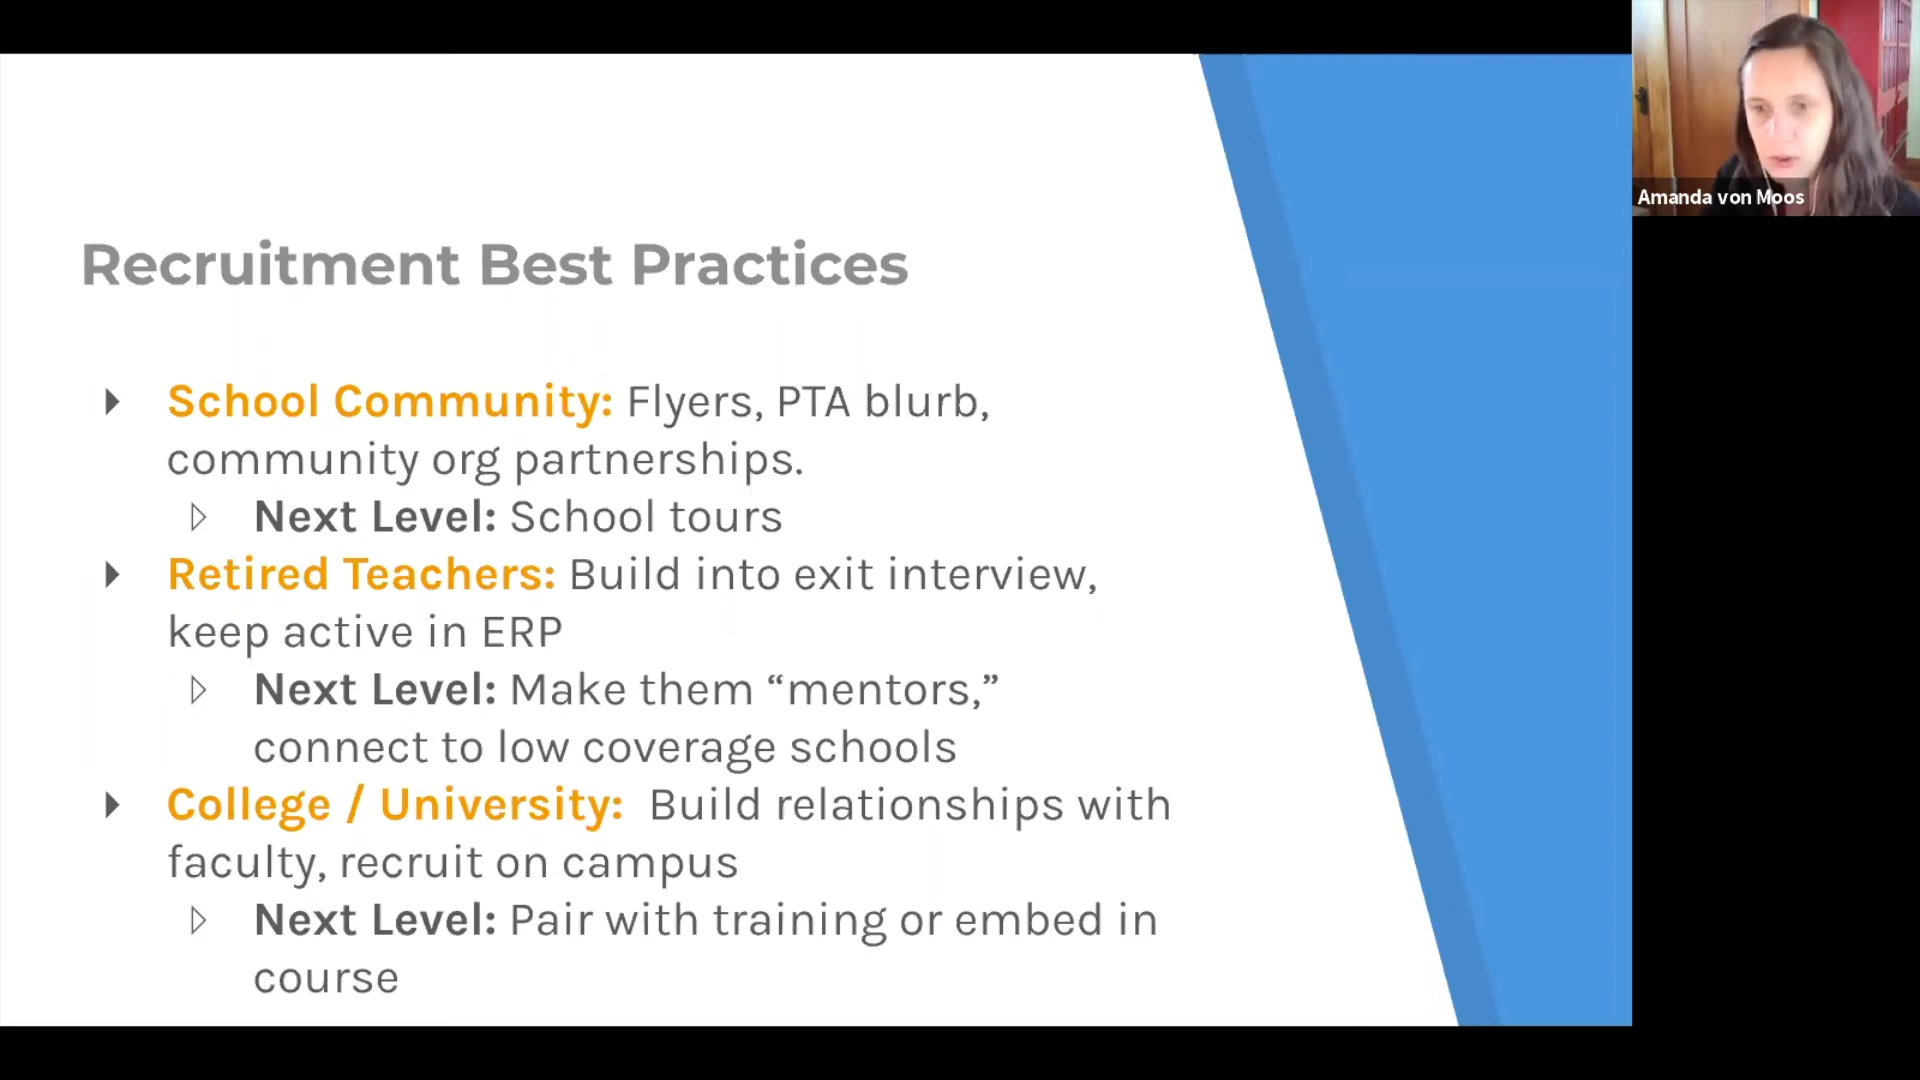 Recruitment Best Practices
School Community: Flyers, PTA blurb,
community org partnerships.
Next Level: School tours
Retired Teachers: Build into exit interview,
keep active in ERP
Next Level: Make them “mentors,”
connect to low coverage schools
College / University: Build relationships with
faculty, recruit on campus
Next Level: Pair with training or embed in
course
Amanda von Moos